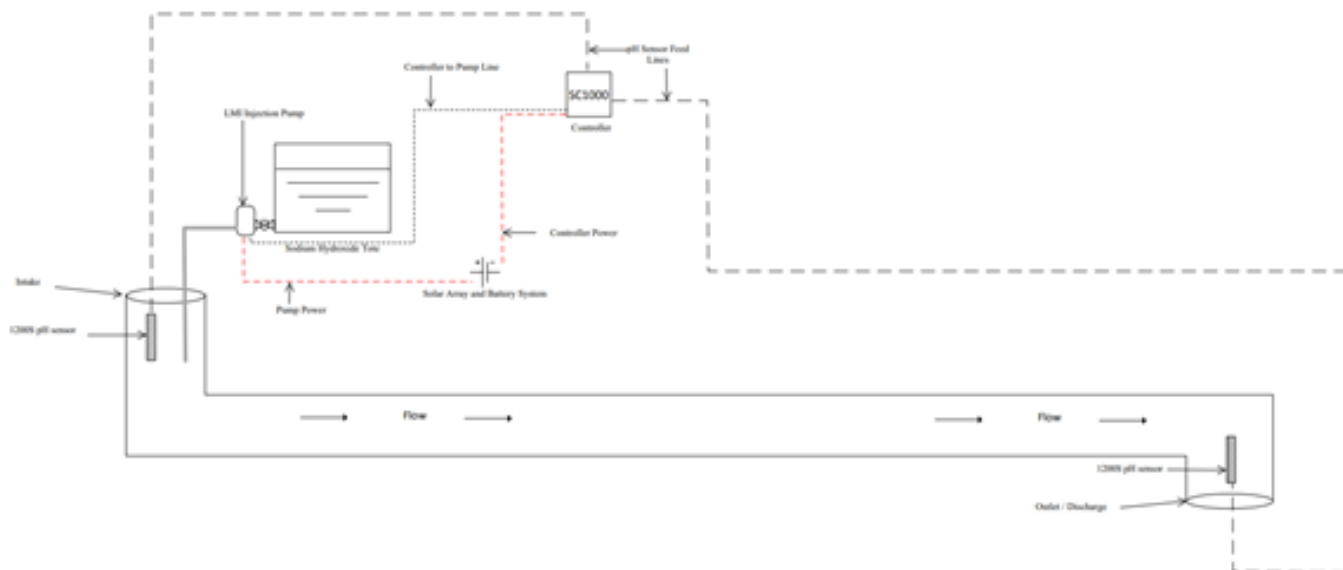 pH Sensor Feed
Lines
Controller to Pump Line
SC1000
LMI Injection Pump
Controller
Controller Power
Sodium Hydroxide Tote
Intake
Solar Array and Battery System
Pump Power
1200S pH sensor
Flow
Flow
1200S pH sensor
Outlet / Discharge